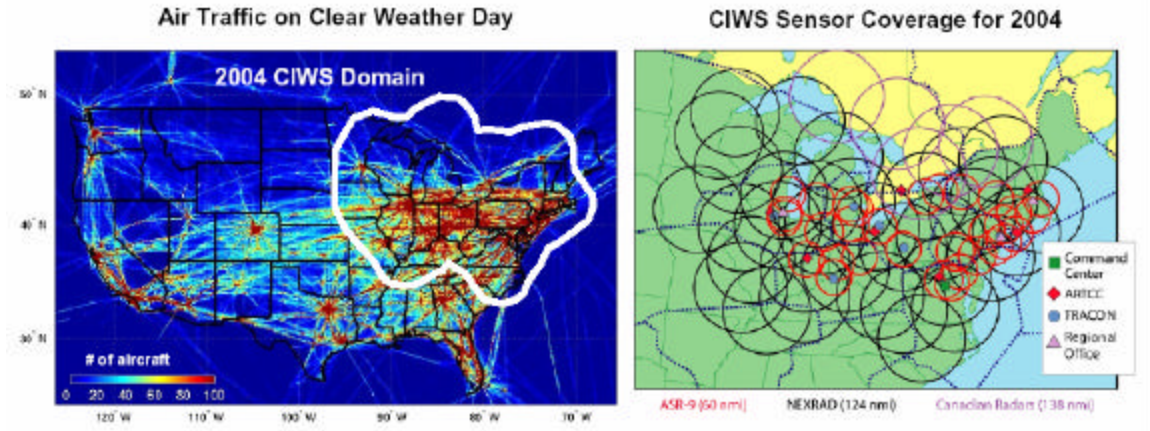 Air Traffic on Clear Weather Day
2004 CIWS Domain
50° N
40° N
30° N
# of aircraft
0 20 40 60 80 100
120° W 110° W 100° W 90° W 80° W 70° W
CIWS Sensor Coverage for 2004
Command
Center
ARTCC
TRACON
Regional
Office
ASR-9 (60 nmi) NEXRAD (124 nmi) Canadian Radars (138 nmi)